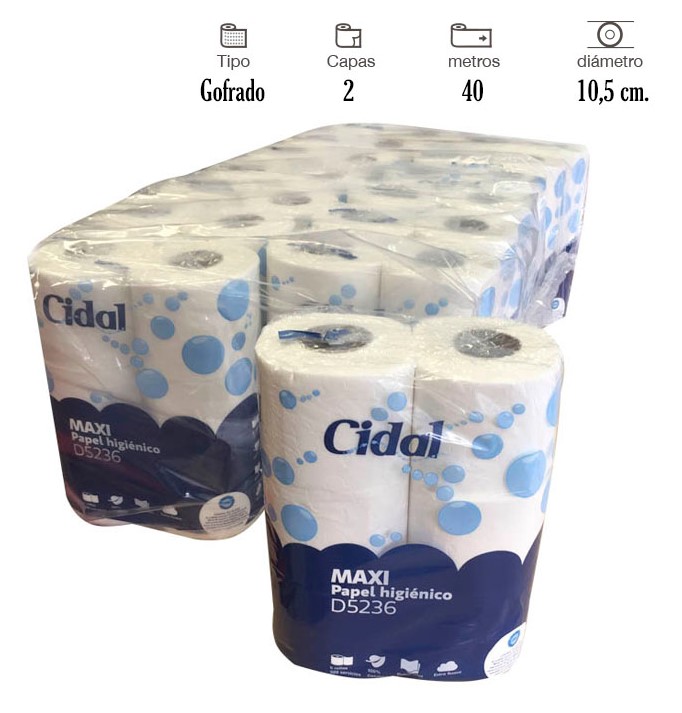 Tipo
Capas
metros
diámetro
Gofrado
2
40
10,5 cm.
Cidal
MAXI
Papel higiénico
D5236
Cidal
MAXI
Papel higiénico
D5236
100%